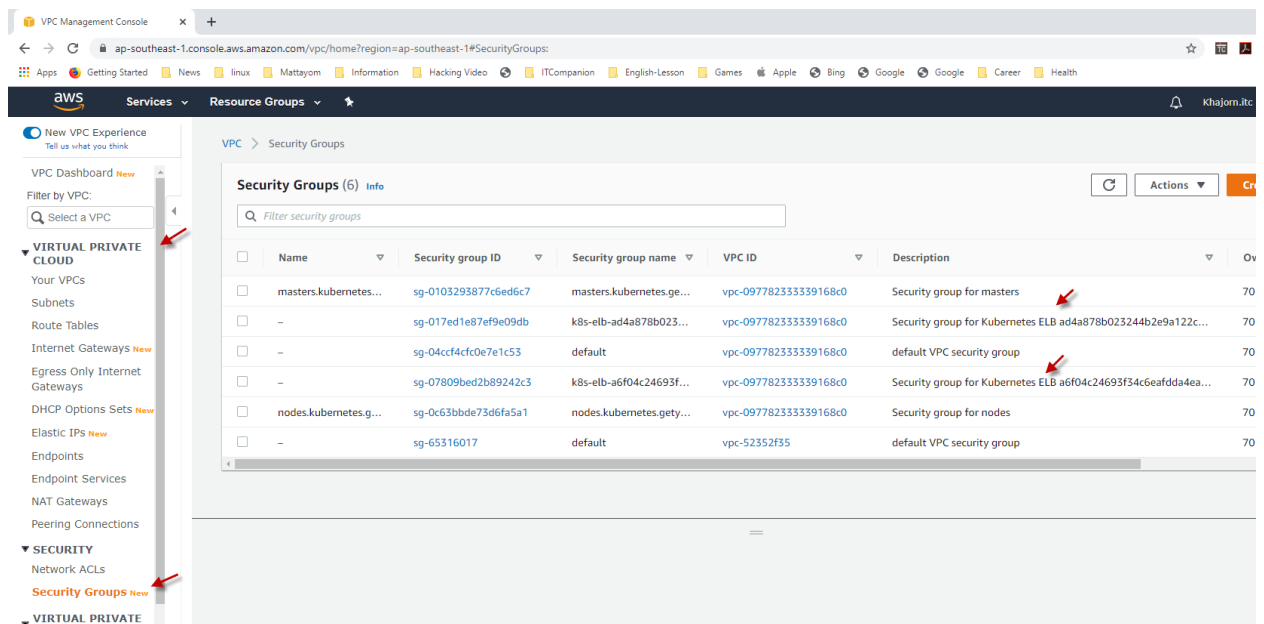 VPC Management Console
ap-southeast-1.console.aws.amazon.com/vpc/home?region=ap-southeast-1#SecurityGroups:
Apps Getting Started News linux Mattayom Information Hacking Video ITCompanion English-Lesson Games Apple Bing Google Google Career Health
aws Services Resource Groups Khajorn.itc
New VPC Experience
Tell us what you think
VPC Dashboard New
Filter by VPC:
Select a VPC
VIRTUAL PRIVATE
CLOUD
Your VPCs
Subnets
Route Tables
Internet Gateways New
Egress Only Internet
Gateways
DHCP Options Sets New
Elastic IPs New
Endpoints
Endpoint Services
NAT Gateways
Peering Connections
SECURITY
Network ACLs
Security Groups New
VIRTUAL PRIVATE
VPC > Security Groups
Security Groups (6) Info
Actions Cr
Filter security groups
Name Security group ID Security group name VPC ID Description Ow
masters.kubernetes... sg-0103293877c6ed6c7 masters.kubernetes.ge... vpc-097782333339168c0 Security group for masters 70
– sg-017ed1e87ef9e09db k8s-elb-ad4a878b023... vpc-097782333339168c0 Security group for Kubernetes ELB ad4a878b023244b2e9a122c... 70
– sg-04ccf4cfc0e7e1c53 default vpc-097782333339168c0 default VPC security group 70
– sg-07809bed2b89242c3 k8s-elb-a6f04c24693f... vpc-097782333339168c0 Security group for Kubernetes ELB a6f04c24693f34c6eafdda4ea... 70
nodes.kubernetes.g... sg-0c63bbde73d6fa5a1 nodes.kubernetes.gety... vpc-097782333339168c0 Security group for nodes 70
– sg-65316017 default vpc-52352f35 default VPC security group 70